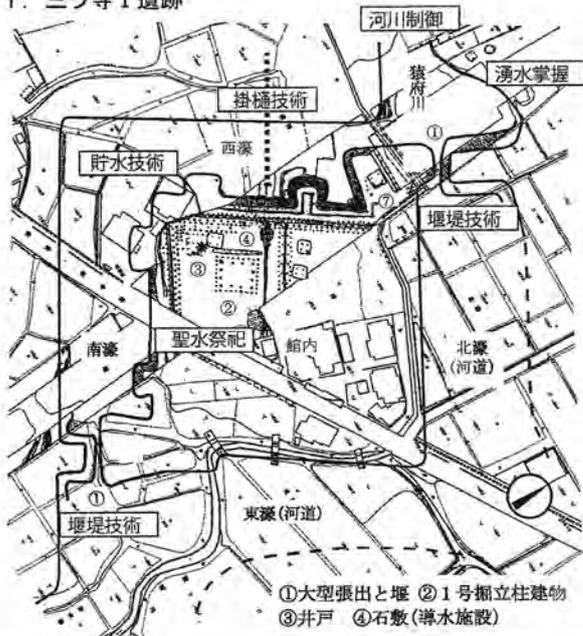 1. 三ツ寺Ⅰ遺跡
河川制御
湧水掌握
猿府川
掛樋技術
①
西濠
貯水技術
⑦
堰堤技術
④
③
②
聖水祭祀
館内
南濠
北濠
(河道)
①
堰堤技術
東濠(河道)
①大型張出と堰 ②1号掘立柱建物
③井戸 ④石敷(導水施設)